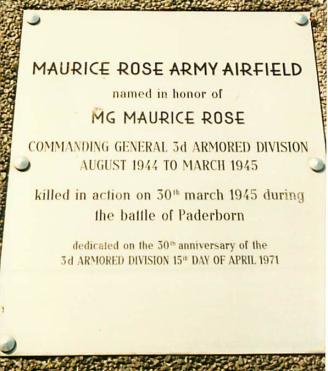 MAURICE ROSE ARMY AIRFIELD
named in honor of
MG MAURICE ROSE
COMMANDING GENERAL 3d ARMORED DIVISION
AUGUST 1944 TO MARCH 1945
killed in action on 30th march 1945 during
the battle of Paderborn
dedicated on the 30th anniversary of the
3d ARMORED DIVISION 15th DAY OF APRIL 1971